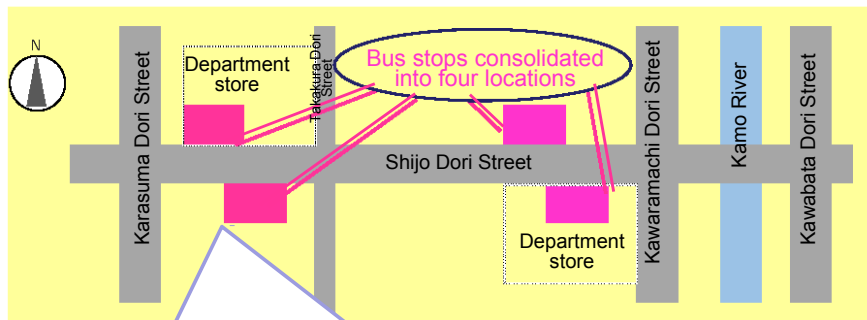 N
Department
store
Takakura Dori
Street
Bus stops consolidated
into four locations
Karasuma Dori Street
Shijo Dori Street
Department
store
Kawaramachi Dori Street
Kamo River
Kawabata Dori Street